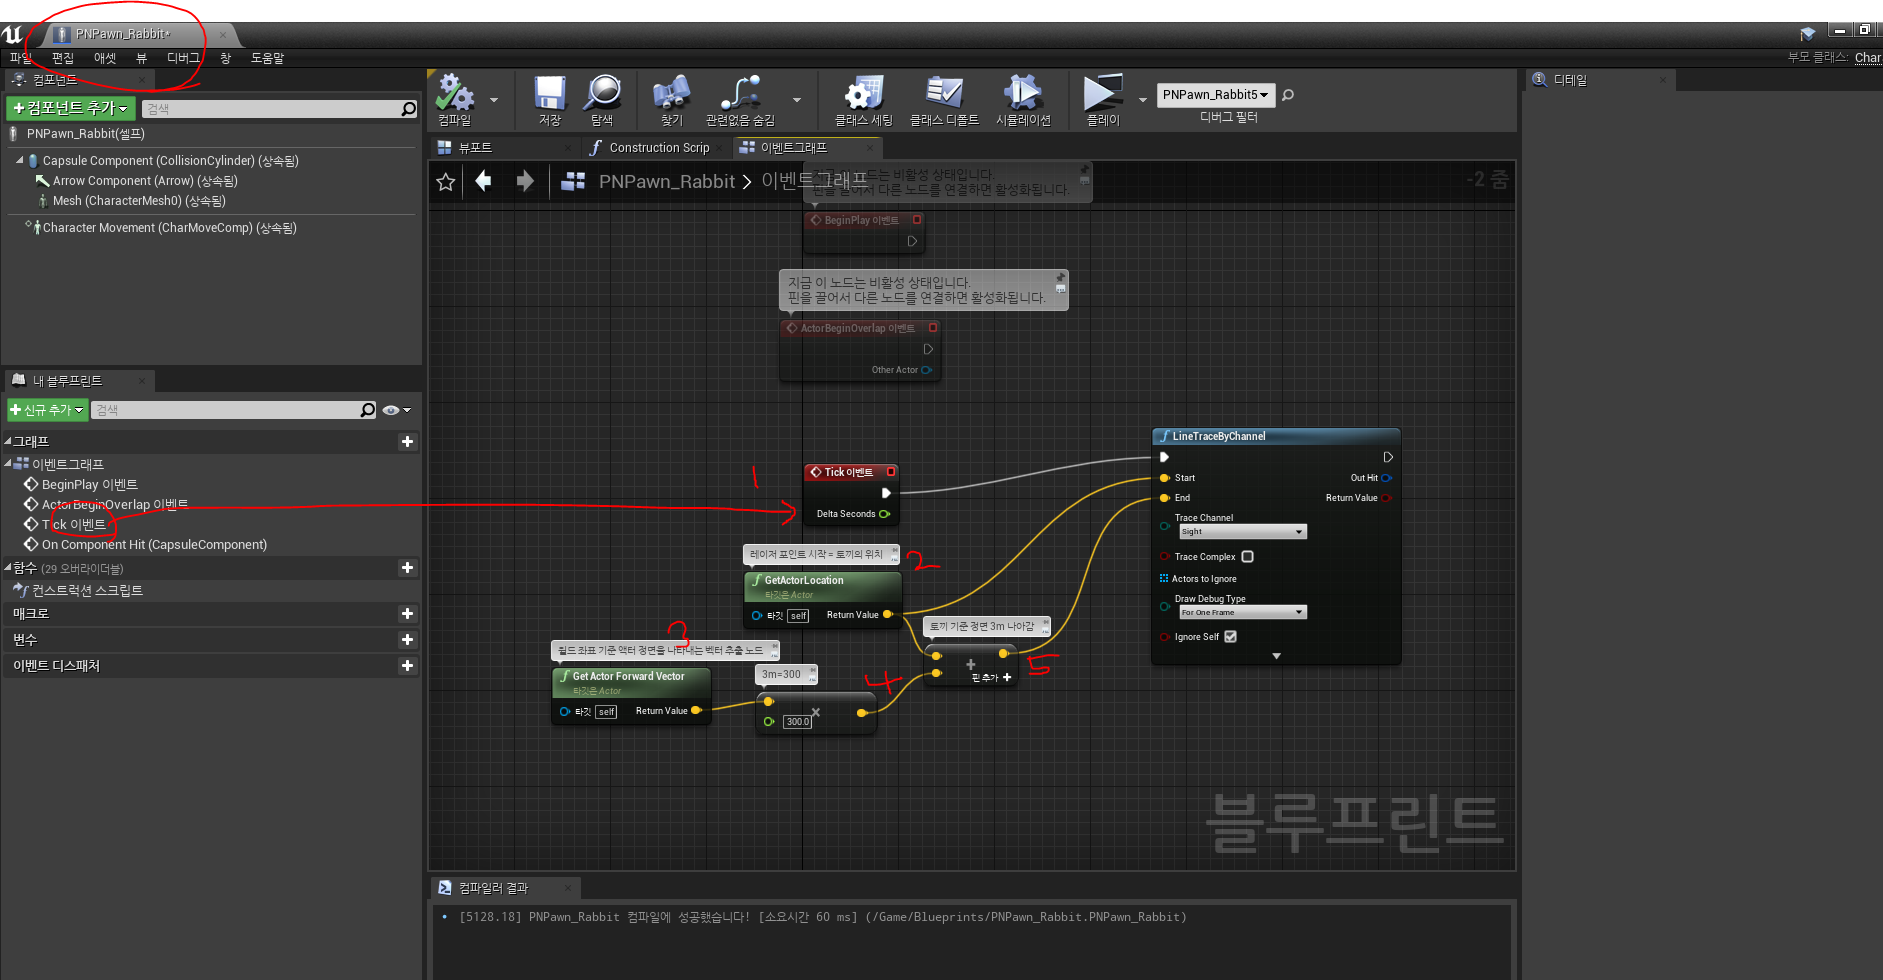 PNPawn_Rabbit*
파일 편집 애셋 뷰 디버그 창 도움말
부모 클래스: Char
컴포넌트
+컴포넌트 추가
검색
PNPawn_Rabbit(셀프)
Capsule Component (CollisionCylinder) (상속됨)
Arrow Component (Arrow) (상속됨)
Mesh (CharacterMesh0) (상속됨)
Character Movement (CharMoveComp) (상속됨)
내 블루프린트
+신규 추가
검색
그래프
이벤트그래프
BeginPlay 이벤트
ActorBeginOverlap 이벤트
Tick 이벤트
On Component Hit (CapsuleComponent)
함수 (29 오버라이더블)
컨스트럭션 스크립트
매크로
변수
이벤트 디스패처
컴파일
저장
탐색
찾기
관련없음 숨김
클래스 세팅
클래스 디폴트
시뮬레이션
플레이
PNPawn_Rabbit5
디버그 필터
뷰포트
Construction Scrip
이벤트그래프
PNPawn_Rabbit > 이벤트그래프
-2 줌
지금 이 노드는 비활성 상태입니다.
핀을 끌어서 다른 노드를 연결하면 활성화됩니다.
BeginPlay 이벤트
지금 이 노드는 비활성 상태입니다.
핀을 끌어서 다른 노드를 연결하면 활성화됩니다.
ActorBeginOverlap 이벤트
Other Actor
1
Tick 이벤트
Delta Seconds
레이저 포인트 시작 = 토끼의 위치
2
GetActorLocation
타깃은 Actor
타깃 self
Return Value
3
월드 좌표 기준 액터 정면을 나타내는 벡터 추출 노드
Get Actor Forward Vector
타깃은 Actor
타깃 self
Return Value
3m=300
300.0
×
4
토끼 기준 정면 3m 나아감
+
핀 추가 +
5
LineTraceByChannel
Start
Out Hit
End
Return Value
Trace Channel
Sight
Trace Complex
Actors to Ignore
Draw Debug Type
For One Frame
Ignore Self
블루프린트
컴파일러 결과
[5128.18] PNPawn_Rabbit 컴파일에 성공했습니다! [소요시간 60 ms] (/Game/Blueprints/PNPawn_Rabbit.PNPawn_Rabbit)
디테일